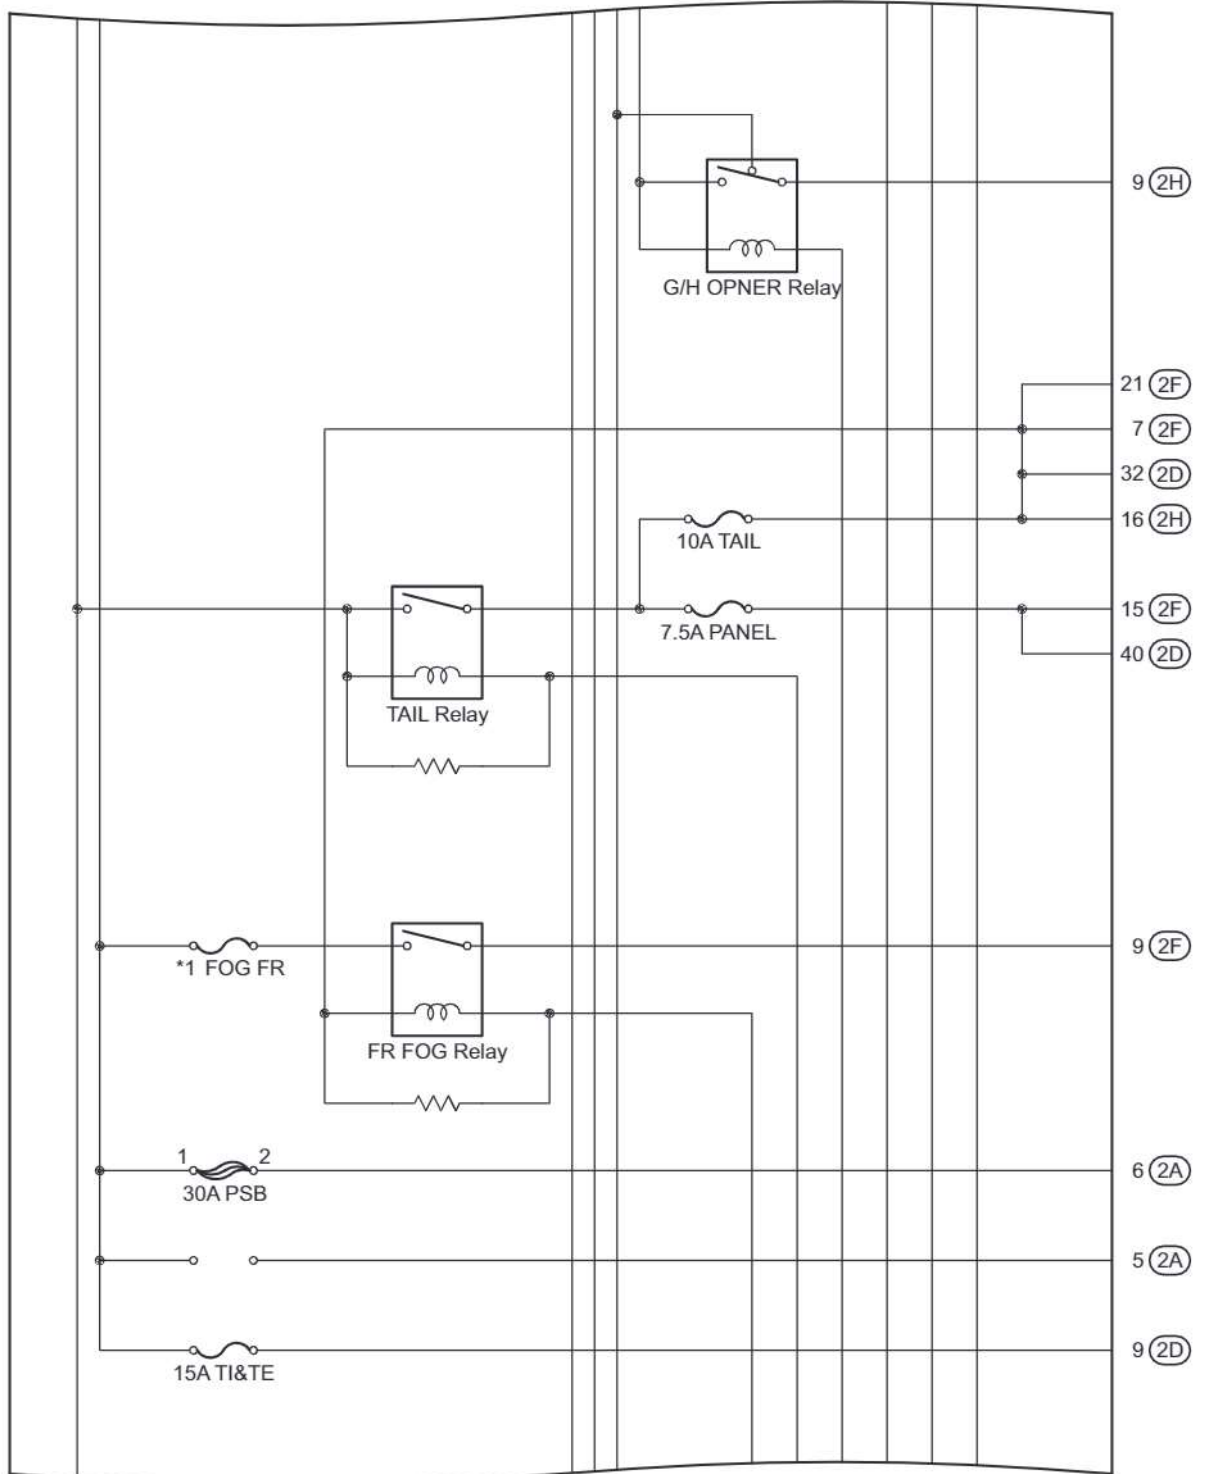 9 2H
G/H OPNER Relay
21 2F
7 2F
32 2D
16 2H
10A TAIL
15 2F
7.5A PANEL
40 2D
TAIL Relay
9 2F
*1 FOG FR
FR FOG Relay
1 2
6 2A
30A PSB
5 2A
9 2D
15A TI&TE